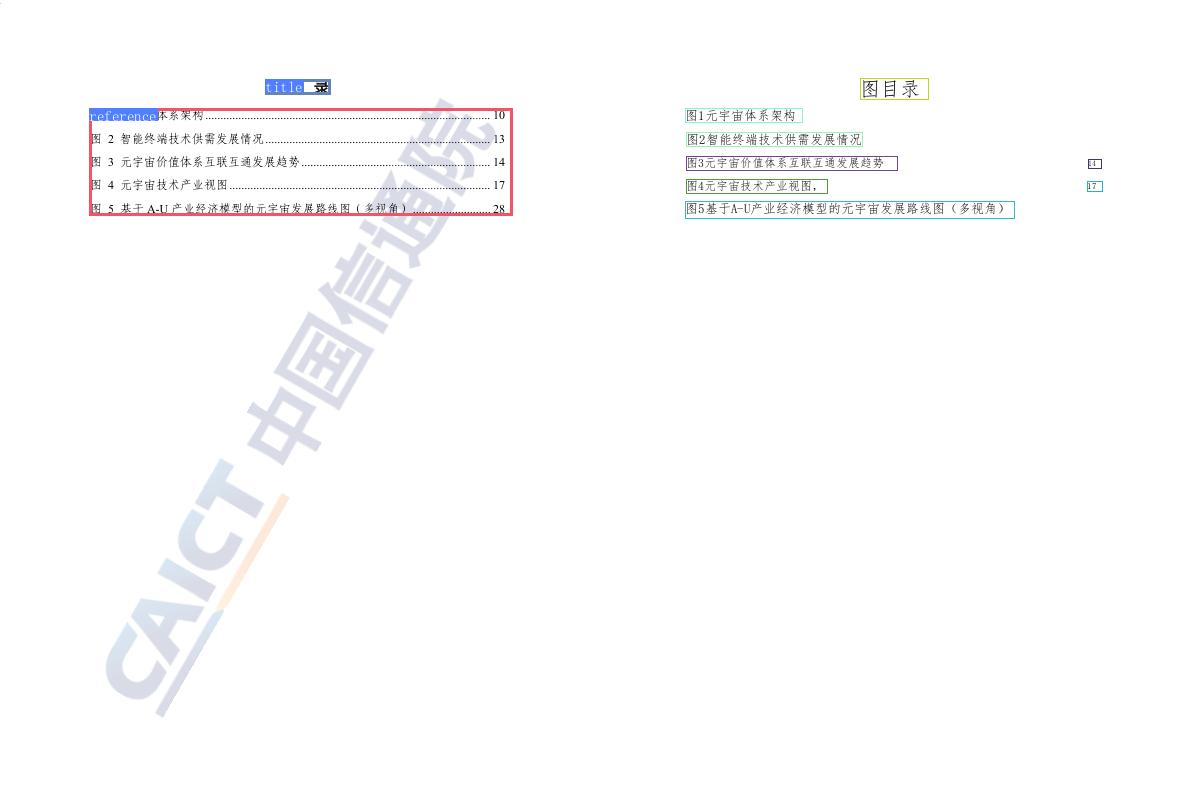 title 录
reference体系架构........10
图 2 智能终端技术供需发展情况........13
图 3 元宇宙价值体系互联互通发展趋势........14
图 4 元宇宙技术产业视图........17
图 5 基于 A-U 产业经济模型的元宇宙发展路线图（多视角）........28
CAICT 中国信通院
图目录
图1元宇宙体系架构
图2智能终端技术供需发展情况
图3元宇宙价值体系互联互通发展趋势 14
图4元宇宙技术产业视图， 17
图5基于A-U产业经济模型的元宇宙发展路线图（多视角）